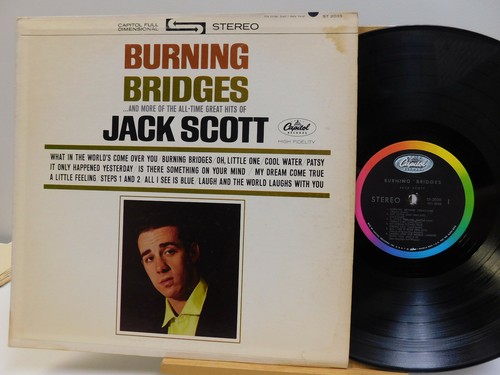 CAPITOL FULL DIMENSIONAL STEREO
BURNING
BRIDGES
...AND MORE OF THE ALL-TIME GREAT HITS OF
JACK SCOTT
Capitol
RECORDS
HIGH FIDELITY
WHAT IN THE WORLD'S COME OVER YOU / BURNING BRIDGES / OH, LITTLE ONE / COOL WATER / PATSY
IT ONLY HAPPENED YESTERDAY / IS THERE SOMETHING ON YOUR MIND / MY DREAM COME TRUE
A LITTLE FEELING / STEPS 1 AND 2 / ALL I SEE IS BLUE / LAUGH AND THE WORLD LAUGHS WITH YOU
Capitol
BURNING BRIDGES
JACK SCOTT
STEREO
1